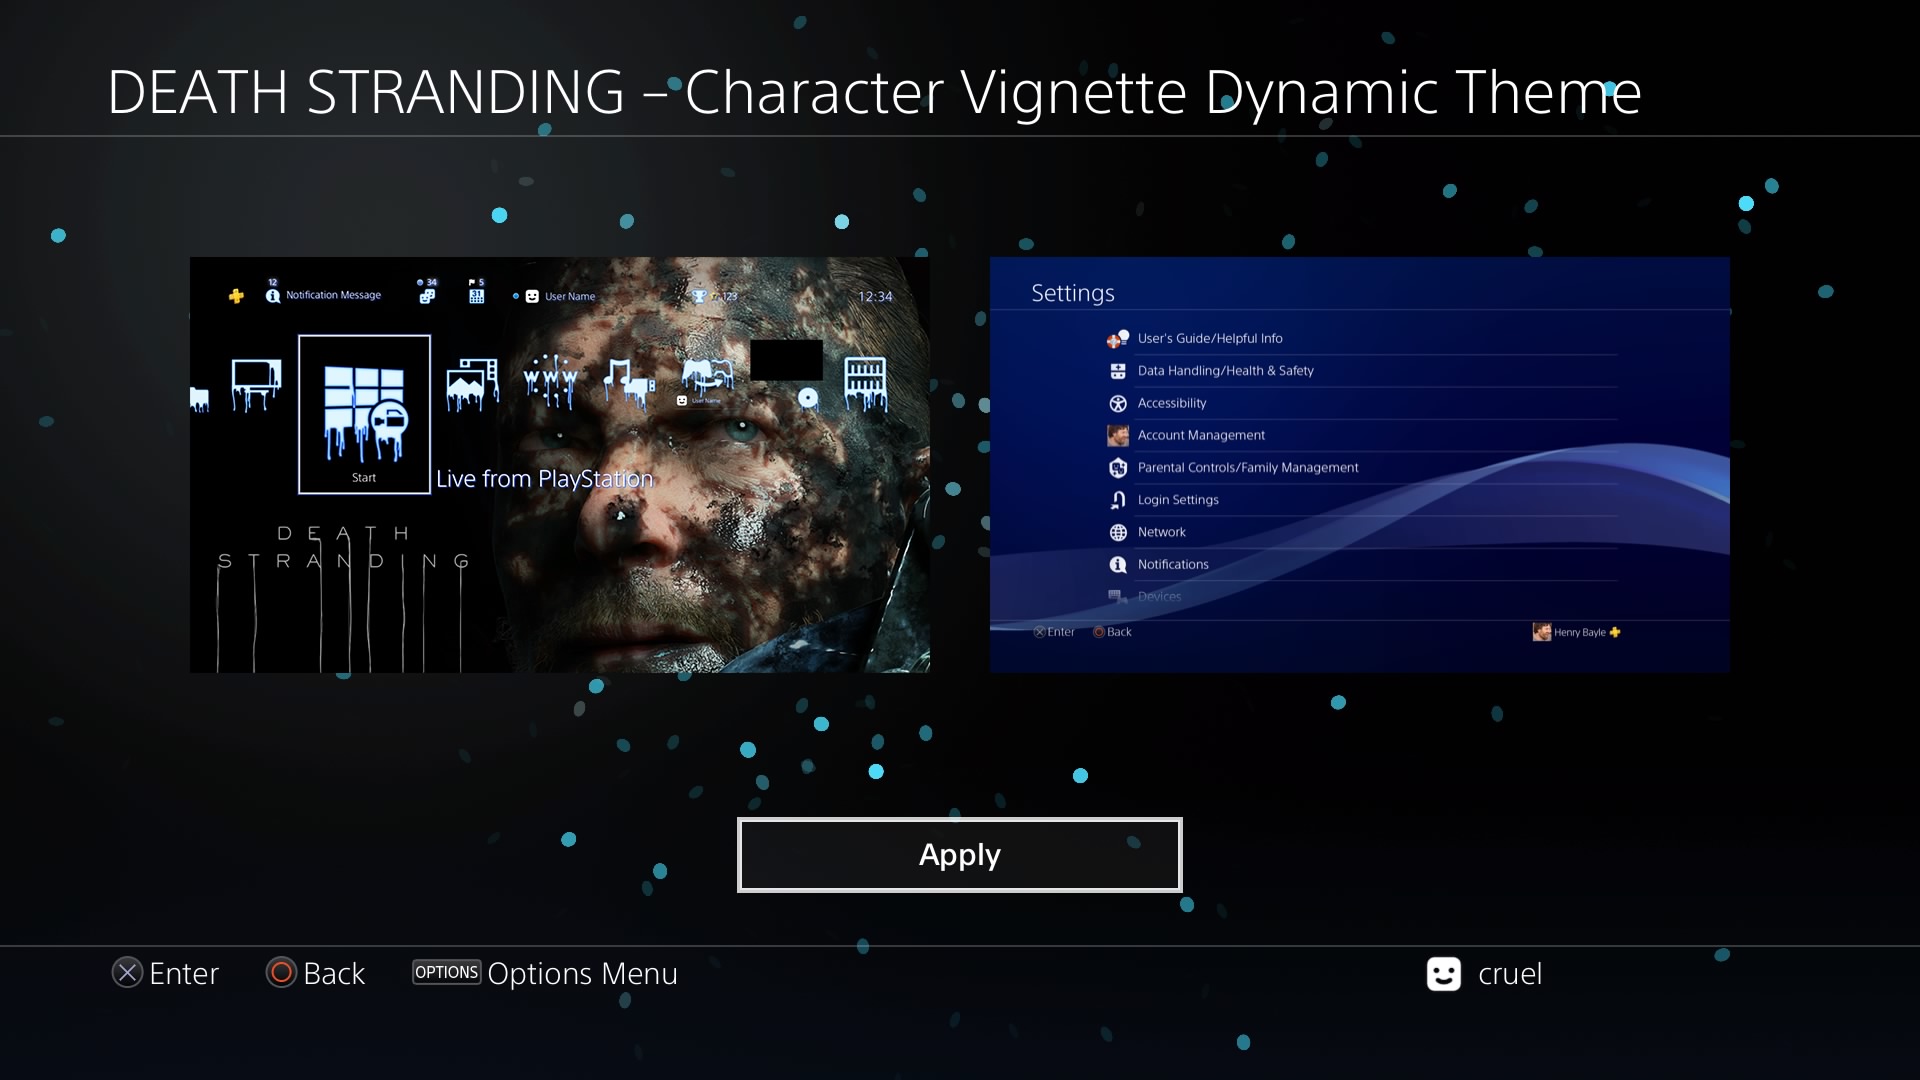 DEATH STRANDING – Character Vignette Dynamic Theme
12
Notification Message
34
5
31
User Name
123
12:34
www
User Name
Start
Live from PlayStation
DEATH
STRANDING
Settings
User's Guide/Helpful Info
Data Handling/Health & Safety
Accessibility
Account Management
Parental Controls/Family Management
Login Settings
Network
Notifications
Devices
Enter
Back
Henry Bayle
Apply
Enter
Back
OPTIONS Options Menu
cruel